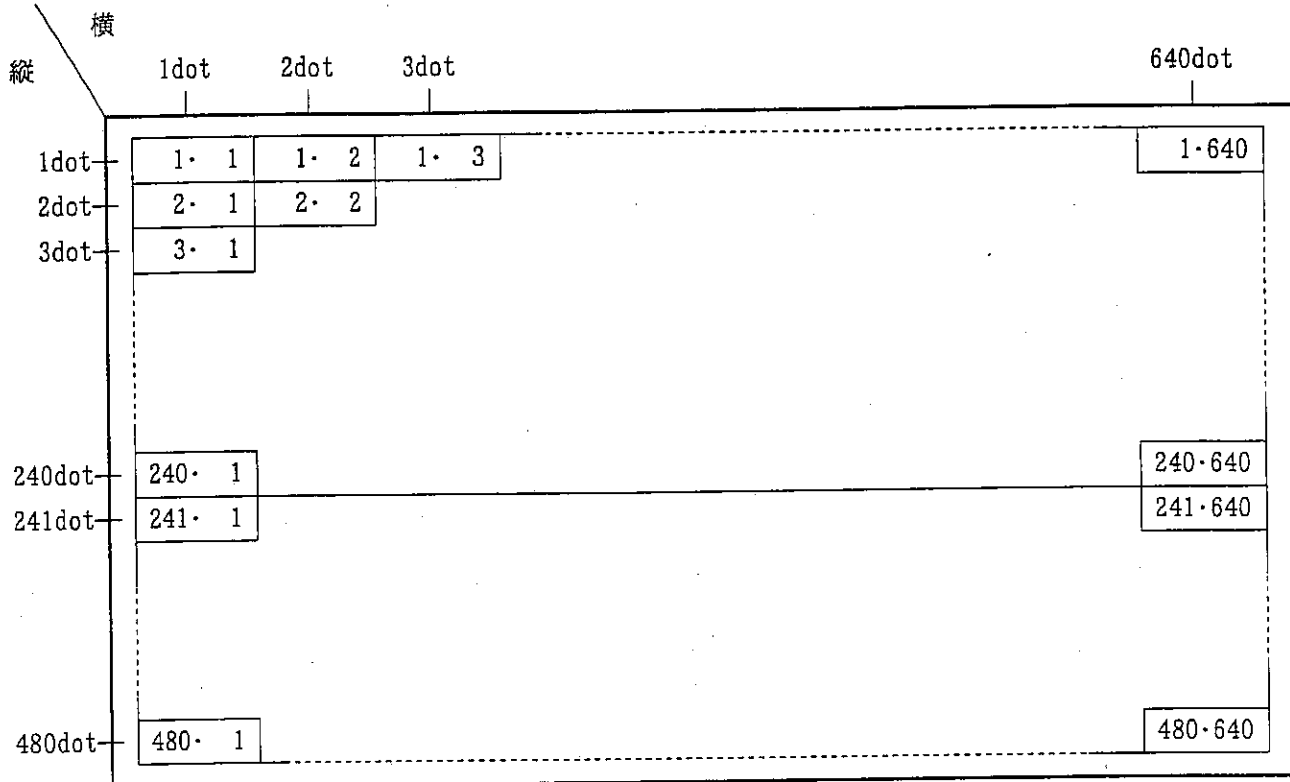 横
縦
1dot 2dot 3dot 640dot
1dot 1· 1 1· 2 1· 3 1·640
2dot 2· 1 2· 2
3dot 3· 1
240dot 240· 1 240·640
241dot 241· 1 241·640
480dot 480· 1 480·640